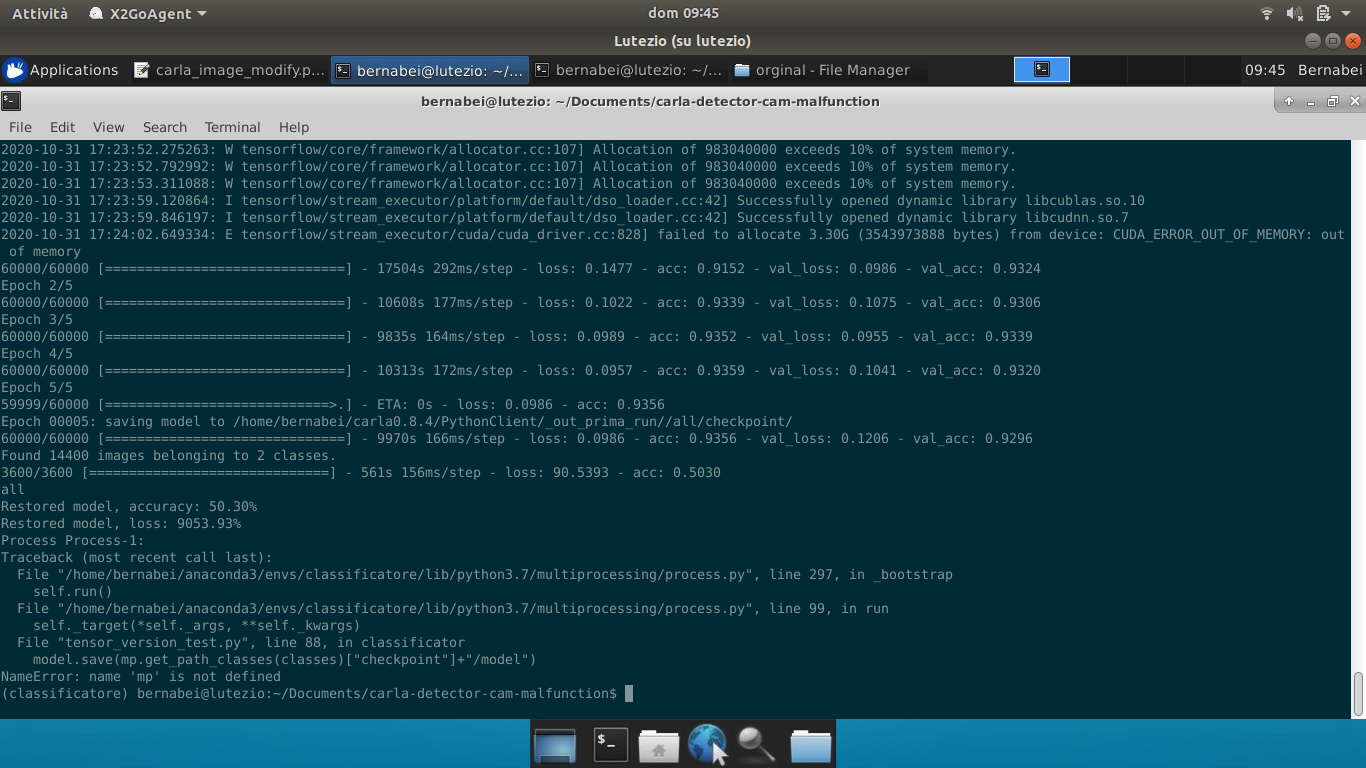 Attività
X2GoAgent
dom 09:45
Lutezio (su lutezio)
Applications
carla_image_modify.p...
bernabei@lutezio: ~/...
bernabei@lutezio: ~/...
orginal - File Manager
09:45
Bernabei
bernabei@lutezio: ~/Documents/carla-detector-cam-malfunction
File Edit View Search Terminal Help
2020-10-31 17:23:52.275263: W tensorflow/core/framework/allocator.cc:107] Allocation of 983040000 exceeds 10% of system memory.
2020-10-31 17:23:52.792992: W tensorflow/core/framework/allocator.cc:107] Allocation of 983040000 exceeds 10% of system memory.
2020-10-31 17:23:53.311088: W tensorflow/core/framework/allocator.cc:107] Allocation of 983040000 exceeds 10% of system memory.
2020-10-31 17:23:59.120864: I tensorflow/stream_executor/platform/default/dso_loader.cc:42] Successfully opened dynamic library libcublas.so.10
2020-10-31 17:23:59.846197: I tensorflow/stream_executor/platform/default/dso_loader.cc:42] Successfully opened dynamic library libcudnn.so.7
2020-10-31 17:24:02.649334: E tensorflow/stream_executor/cuda/cuda_driver.cc:828] failed to allocate 3.30G (3543973888 bytes) from device: CUDA_ERROR_OUT_OF_MEMORY: out
 of memory
60000/60000 [==============================] - 17504s 292ms/step - loss: 0.1477 - acc: 0.9152 - val_loss: 0.0986 - val_acc: 0.9324
Epoch 2/5
60000/60000 [==============================] - 10608s 177ms/step - loss: 0.1022 - acc: 0.9339 - val_loss: 0.1075 - val_acc: 0.9306
Epoch 3/5
60000/60000 [==============================] - 9835s 164ms/step - loss: 0.0989 - acc: 0.9352 - val_loss: 0.0955 - val_acc: 0.9339
Epoch 4/5
60000/60000 [==============================] - 10313s 172ms/step - loss: 0.0957 - acc: 0.9359 - val_loss: 0.1041 - val_acc: 0.9320
Epoch 5/5
59999/60000 [============================>.] - ETA: 0s - loss: 0.0986 - acc: 0.9356
Epoch 00005: saving model to /home/bernabei/carla0.8.4/PythonClient/_out_prima_run//all/checkpoint/
60000/60000 [==============================] - 9970s 166ms/step - loss: 0.0986 - acc: 0.9356 - val_loss: 0.1206 - val_acc: 0.9296
Found 14400 images belonging to 2 classes.
3600/3600 [==============================] - 561s 156ms/step - loss: 90.5393 - acc: 0.5030
all
Restored model, accuracy: 50.30%
Restored model, loss: 9053.93%
Process Process-1:
Traceback (most recent call last):
  File "/home/bernabei/anaconda3/envs/classificatore/lib/python3.7/multiprocessing/process.py", line 297, in _bootstrap
    self.run()
  File "/home/bernabei/anaconda3/envs/classificatore/lib/python3.7/multiprocessing/process.py", line 99, in run
    self._target(*self._args, **self._kwargs)
  File "tensor_version_test.py", line 88, in classificator
    model.save(mp.get_path_classes(classes)["checkpoint"]+"/model")
NameError: name 'mp' is not defined
(classificatore) bernabei@lutezio:~/Documents/carla-detector-cam-malfunction$